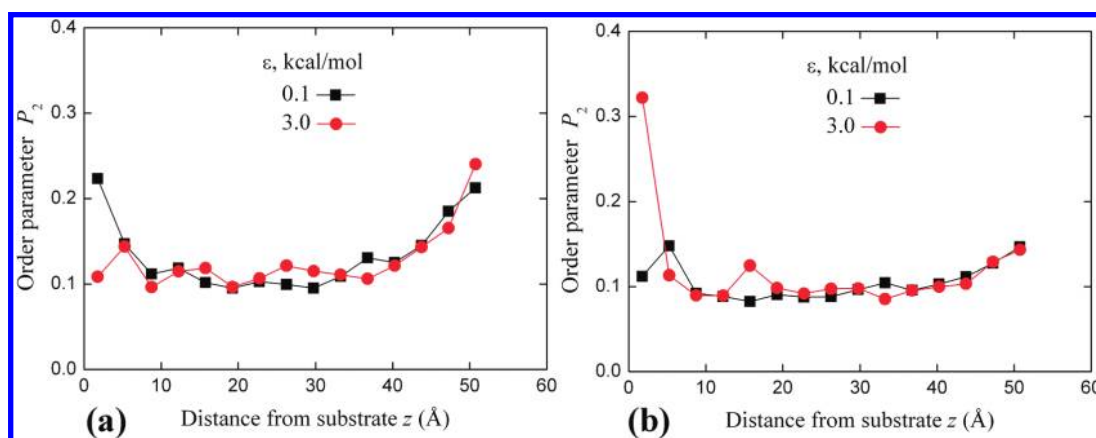 0.4
0.3
0.2
0.1
0.0
Order parameter P2
ε, kcal/mol
0.1
3.0
0 10 20 30 40 50 60
(a) Distance from substrate z (Å)
0.4
0.3
0.2
0.1
0.0
Order parameter P2
ε, kcal/mol
0.1
3.0
0 10 20 30 40 50 60
(b) Distance from substrate z (Å)